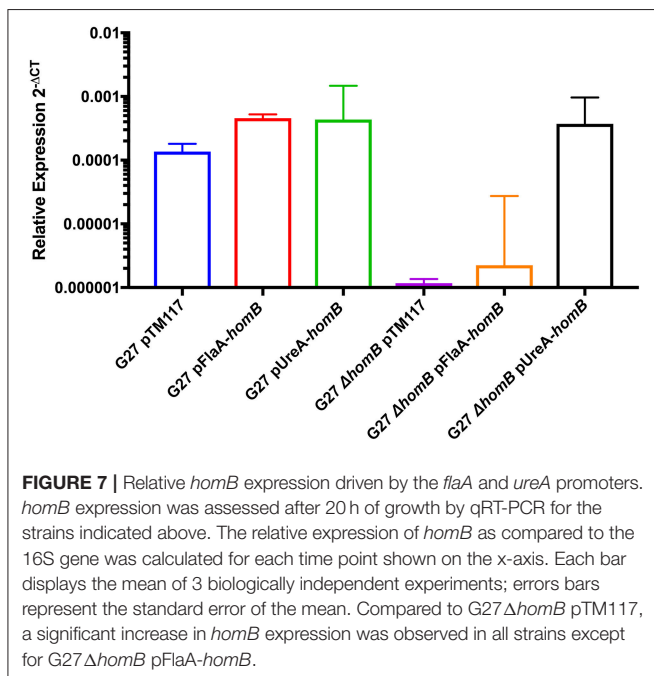 0.01
0.001
0.0001
0.00001
0.000001
Relative Expression 2-ΔCT
G27 pTM117
G27 pFlaA-homB
G27 pUreA-homB
G27 ΔhomB pTM117
G27 ΔhomB pFlaA-homB
G27 ΔhomB pUreA-homB
FIGURE 7 | Relative homB expression driven by the flaA and ureA promoters.
homB expression was assessed after 20 h of growth by qRT-PCR for the
strains indicated above. The relative expression of homB as compared to the
16S gene was calculated for each time point shown on the x-axis. Each bar
displays the mean of 3 biologically independent experiments; errors bars
represent the standard error of the mean. Compared to G27ΔhomB pTM117,
a significant increase in homB expression was observed in all strains except
for G27ΔhomB pFlaA-homB.